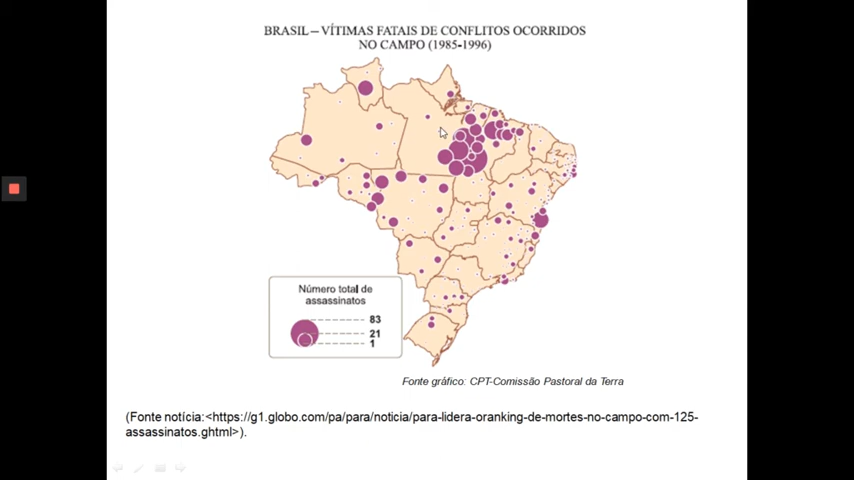 BRASIL – VÍTIMAS FATAIS DE CONFLITOS OCORRIDOS
NO CAMPO (1985-1996)
Número total de
assassinatos
83
21
1
Fonte gráfico: CPT-Comissão Pastoral da Terra
(Fonte notícia:<https://g1.globo.com/pa/para/noticia/para-lidera-oranking-de-mortes-no-campo-com-125-
assassinatos.ghtml>).